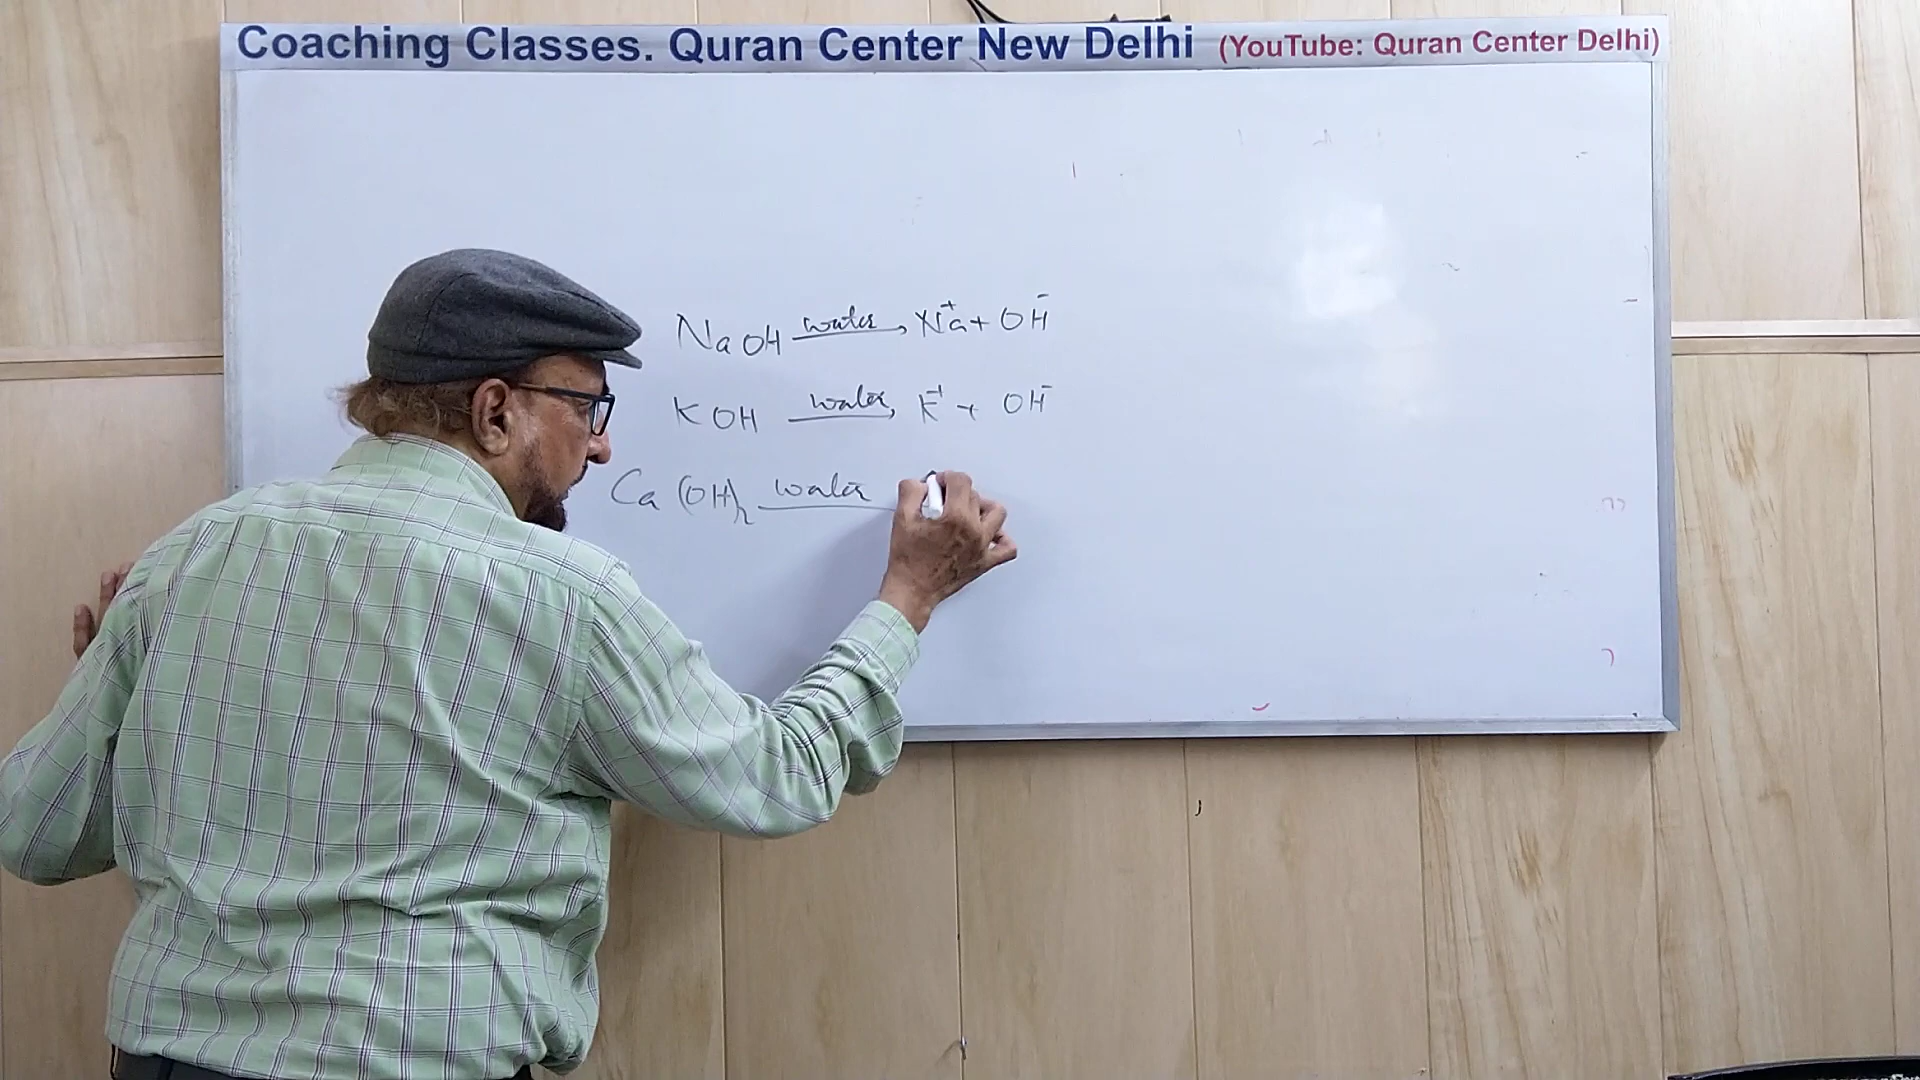 Coaching Classes. Quran Center New Delhi (YouTube: Quran Center Delhi)
NaOH water→ Na⁺ + OH⁻
KOH water→ K⁺ + OH⁻
Ca(OH)₂ water